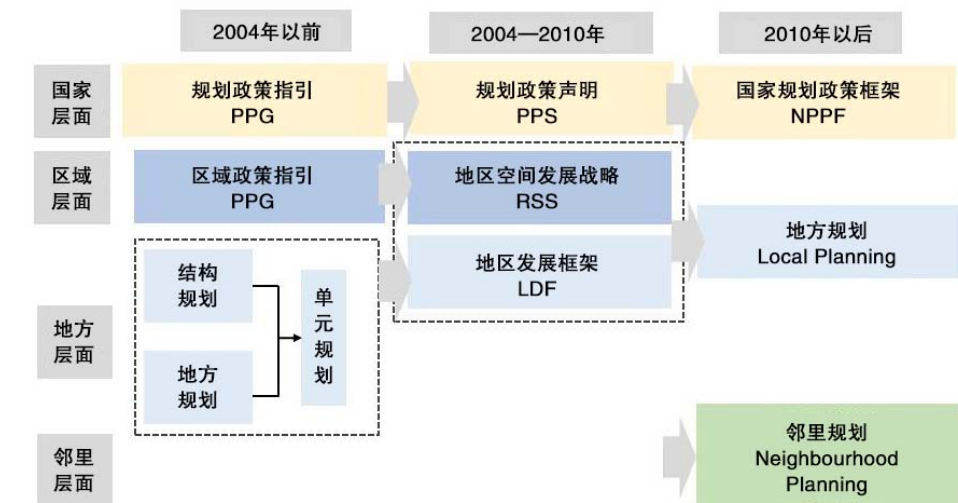 2004年以前
2004—2010年
2010年以后
国家
层面
规划政策指引
PPG
规划政策声明
PPS
国家规划政策框架
NPPF
区域
层面
区域政策指引
PPG
地区空间发展战略
RSS
地方规划
Local Planning
地区发展框架
LDF
地方
层面
结构
规划
地方
规划
单
元
规
划
邻里
层面
邻里规划
Neighbourhood
Planning